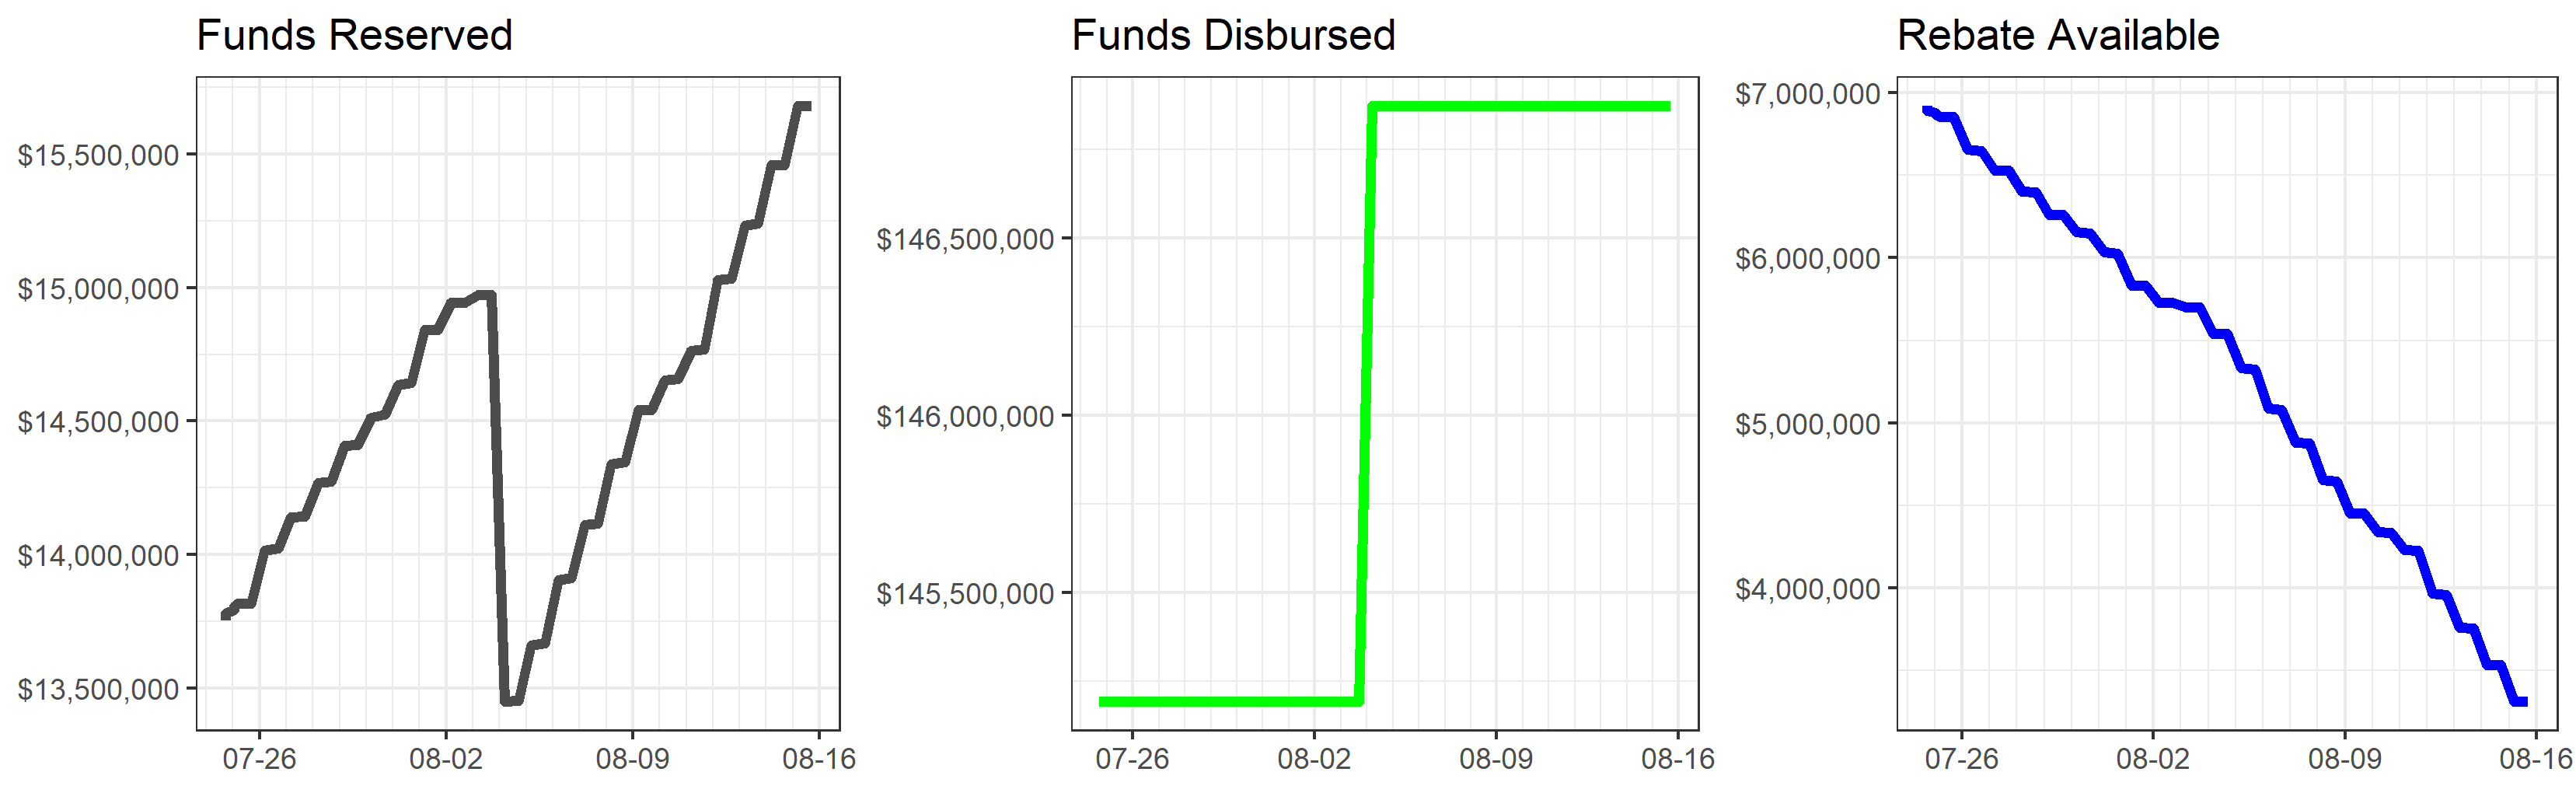 Funds Reserved
$15,500,000
$15,000,000
$14,500,000
$14,000,000
$13,500,000
07-26 08-02 08-09 08-16
Funds Disbursed
$146,500,000
$146,000,000
$145,500,000
07-26 08-02 08-09 08-16
Rebate Available
$7,000,000
$6,000,000
$5,000,000
$4,000,000
07-26 08-02 08-09 08-16